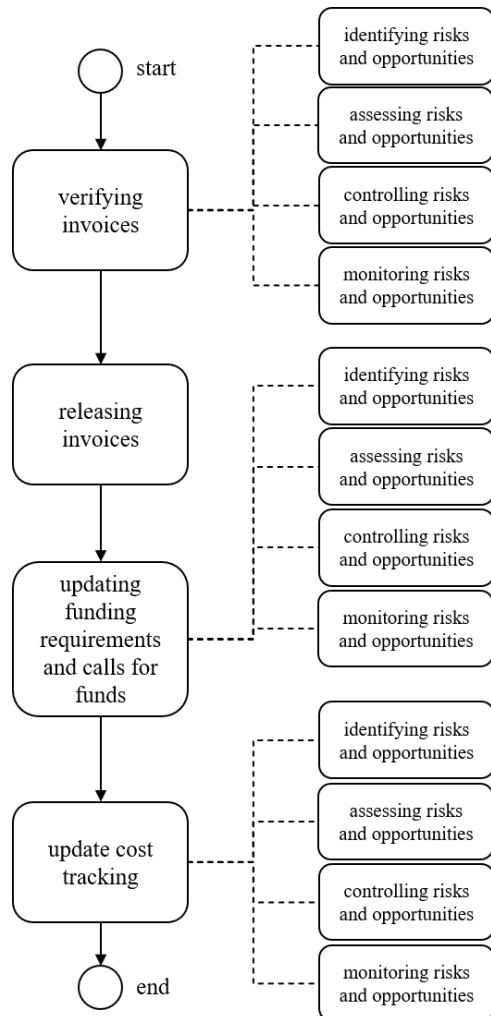 start
verifying
invoices
identifying risks
and opportunities
assessing risks
and opportunities
controlling risks
and opportunities
monitoring risks
and opportunities
releasing
invoices
updating
funding
requirements
and calls for
funds
identifying risks
and opportunities
assessing risks
and opportunities
controlling risks
and opportunities
monitoring risks
and opportunities
update cost
tracking
identifying risks
and opportunities
assessing risks
and opportunities
controlling risks
and opportunities
monitoring risks
and opportunities
end